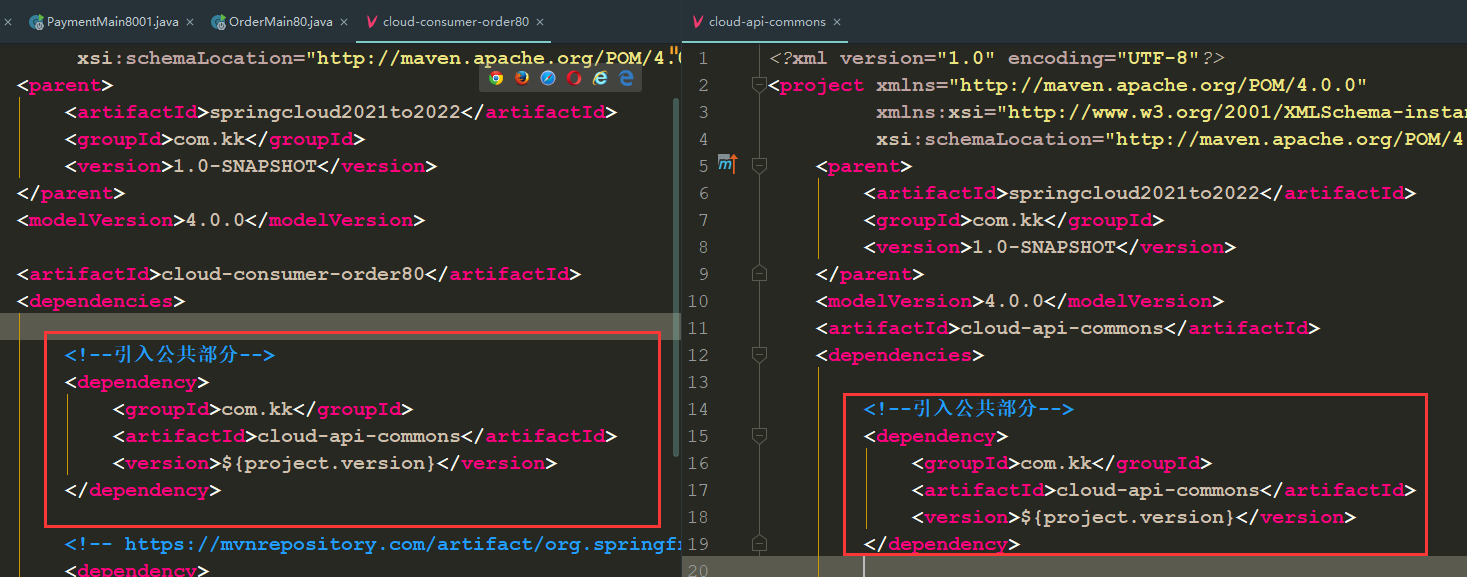 PaymentMain8001.java × OrderMain80.java × cloud-consumer-order80 ×
xsi:schemaLocation="http://maven.apache.org/POM/4.0
<parent>
<artifactId>springcloud2021to2022</artifactId>
<groupId>com.kk</groupId>
<version>1.0-SNAPSHOT</version>
</parent>
<modelVersion>4.0.0</modelVersion>
<artifactId>cloud-consumer-order80</artifactId>
<dependencies>
<!--引入公共部分-->
<dependency>
<groupId>com.kk</groupId>
<artifactId>cloud-api-commons</artifactId>
<version>${project.version}</version>
</dependency>
<!-- https://mvnrepository.com/artifact/org.springfr
<dependency>
cloud-api-commons ×
1 <?xml version="1.0" encoding="UTF-8"?>
2 <project xmlns="http://maven.apache.org/POM/4.0.0"
3 xmlns:xsi="http://www.w3.org/2001/XMLSchema-instan
4 xsi:schemaLocation="http://maven.apache.org/POM/4
5 <parent>
6 <artifactId>springcloud2021to2022</artifactId>
7 <groupId>com.kk</groupId>
8 <version>1.0-SNAPSHOT</version>
9 </parent>
10 <modelVersion>4.0.0</modelVersion>
11 <artifactId>cloud-api-commons</artifactId>
12 <dependencies>
13
14 <!--引入公共部分-->
15 <dependency>
16 <groupId>com.kk</groupId>
17 <artifactId>cloud-api-commons</artifactId>
18 <version>${project.version}</version>
19 </dependency>
20